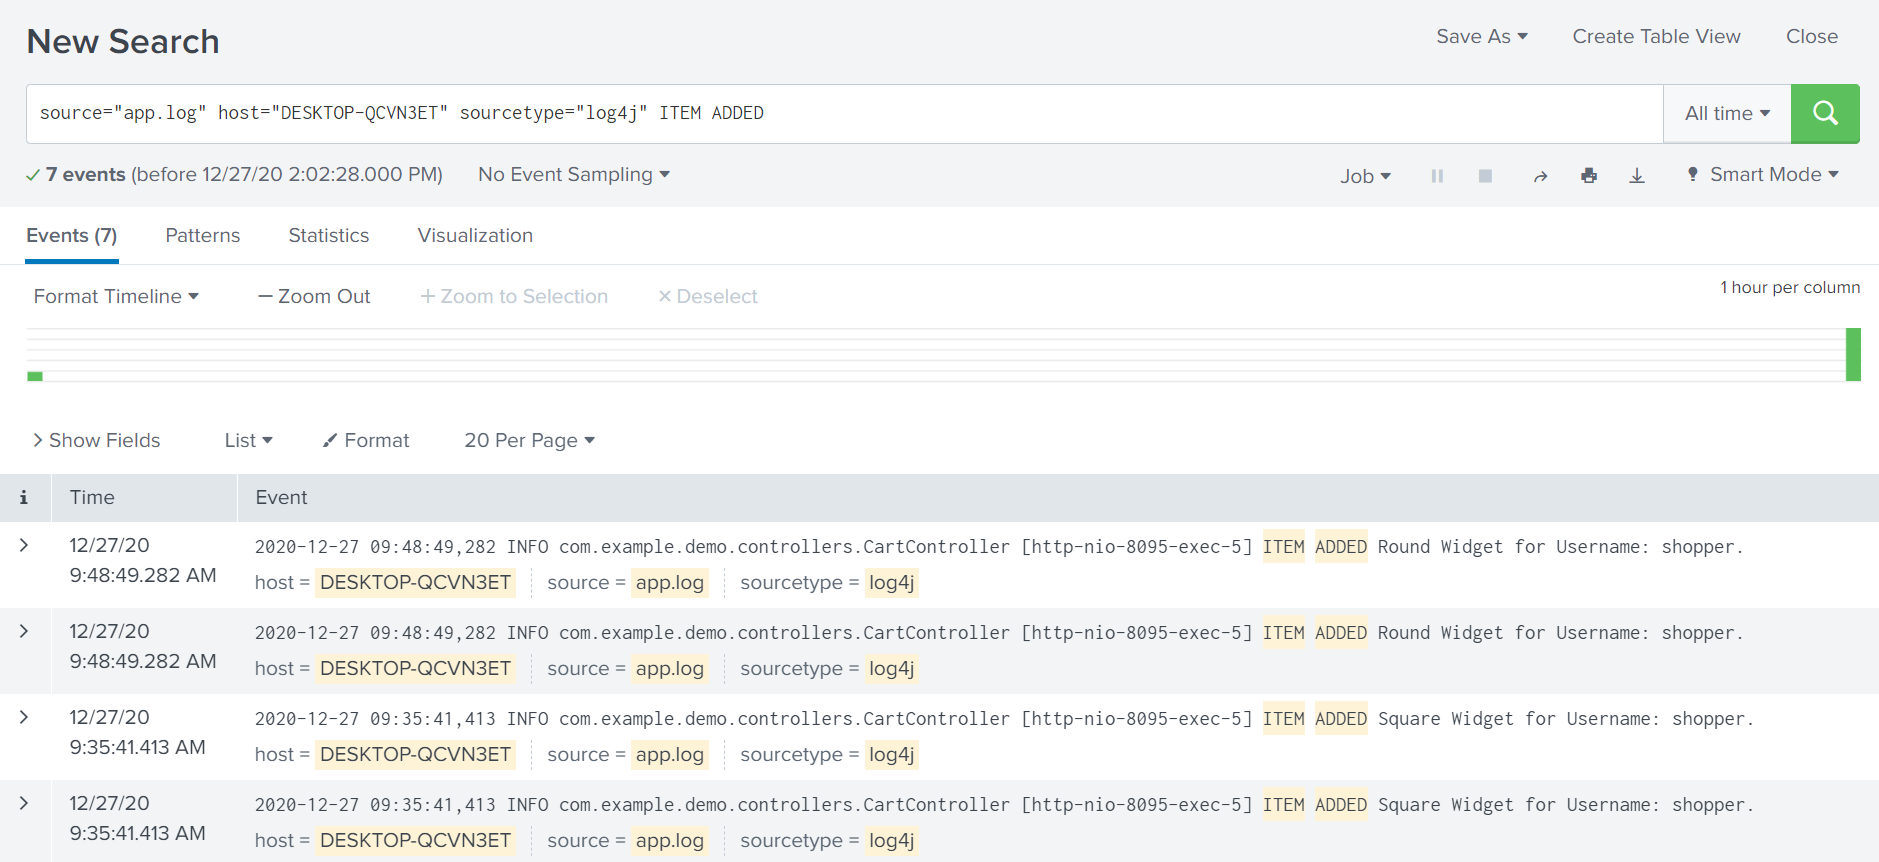 New Search
Save As Create Table View Close
source="app.log" host="DESKTOP-QCVN3ET" sourcetype="log4j" ITEM ADDED
All time
7 events (before 12/27/20 2:02:28.000 PM) No Event Sampling
Job Smart Mode
Events (7) Patterns Statistics Visualization
Format Timeline — Zoom Out + Zoom to Selection × Deselect
1 hour per column
> Show Fields List Format 20 Per Page
i Time Event
12/27/20
9:48:49.282 AM
2020-12-27 09:48:49,282 INFO com.example.demo.controllers.CartController [http-nio-8095-exec-5] ITEM ADDED Round Widget for Username: shopper.
host = DESKTOP-QCVN3ET source = app.log sourcetype = log4j
12/27/20
9:48:49.282 AM
2020-12-27 09:48:49,282 INFO com.example.demo.controllers.CartController [http-nio-8095-exec-5] ITEM ADDED Round Widget for Username: shopper.
host = DESKTOP-QCVN3ET source = app.log sourcetype = log4j
12/27/20
9:35:41.413 AM
2020-12-27 09:35:41,413 INFO com.example.demo.controllers.CartController [http-nio-8095-exec-5] ITEM ADDED Square Widget for Username: shopper.
host = DESKTOP-QCVN3ET source = app.log sourcetype = log4j
12/27/20
9:35:41.413 AM
2020-12-27 09:35:41,413 INFO com.example.demo.controllers.CartController [http-nio-8095-exec-5] ITEM ADDED Square Widget for Username: shopper.
host = DESKTOP-QCVN3ET source = app.log sourcetype = log4j